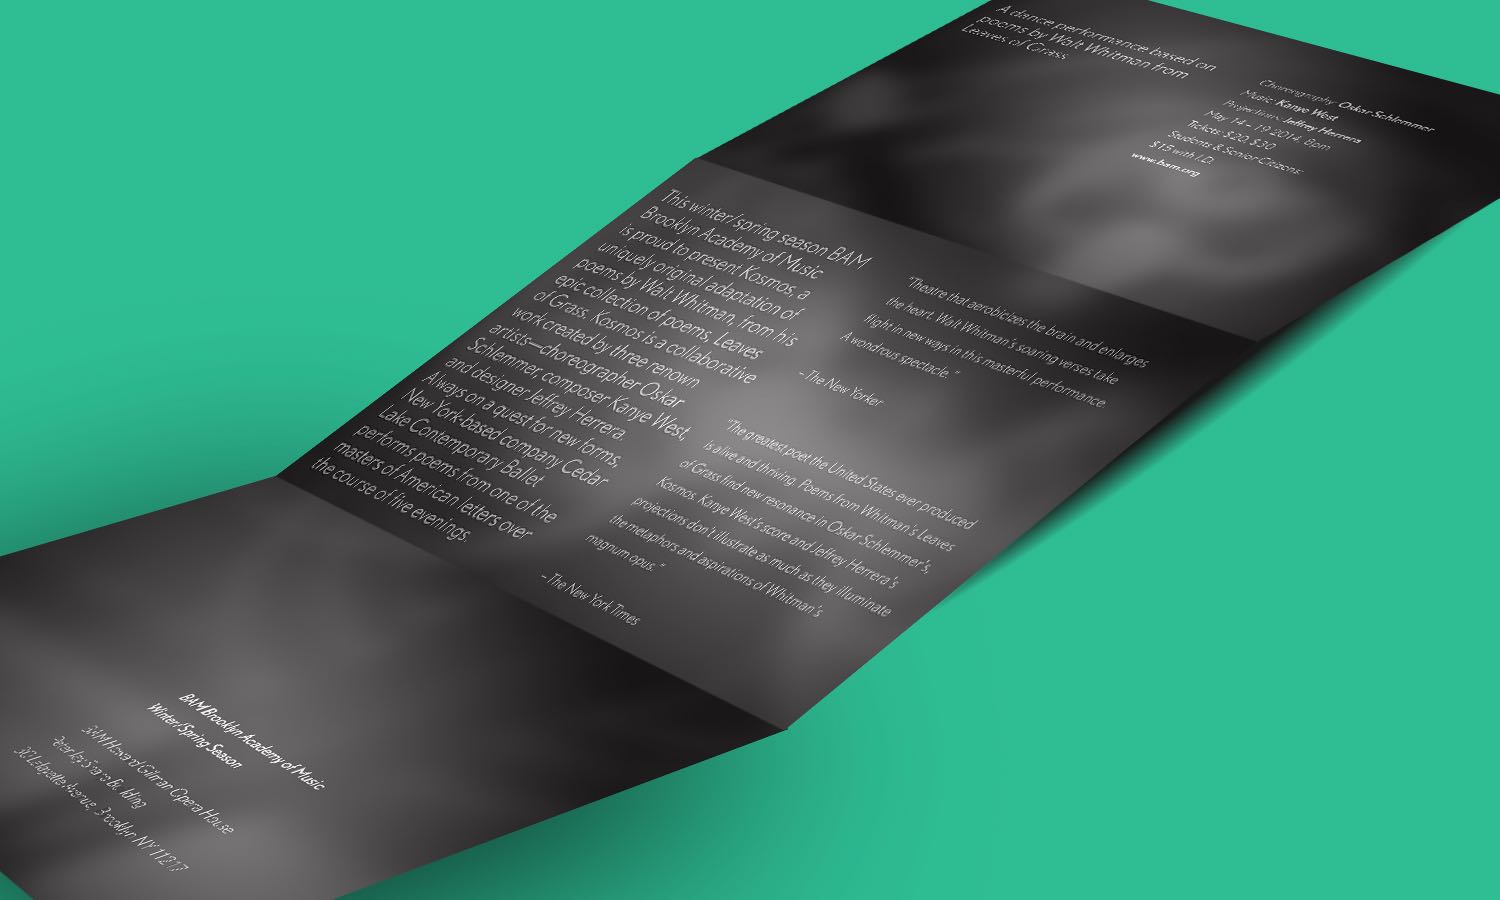 A dance performance based on
poems by Walt Whitman from
Leaves of Grass
Choreography: Oskar Schlemmer
Music: Kanye West
Projections: Jeffrey Herrera
May 14 - 19 2014, 8pm
Tickets: $20, $30
Students & Senior Citizens:
$15 with I.D.
www.bam.org
This winter/spring season BAM
Brooklyn Academy of Music
is proud to present Kosmos, a
uniquely original adaptation of
poems by Walt Whitman, from his
epic collection of poems, Leaves
of Grass. Kosmos is a collaborative
work created by three renown
artists—choreographer Oskar
Schlemmer, composer Kanye West,
and designer Jeffrey Herrera.
Always on a quest for new forms,
New York-based company Cedar
Lake Contemporary Ballet
performs poems from one of the
masters of American letters over
the course of five evenings.
"Theatre that aerobicizes the brain and enlarges
the heart. Walt Whitman's soaring verses take
flight in new ways in this masterful performance.
A wondrous spectacle."
- The New Yorker
"The greatest poet the United States ever produced
is alive and thriving. Poems from Whitman's Leaves
of Grass find new resonance in Oskar Schlemmer's,
Kosmos. Kanye West's score and Jeffrey Herrera's
projections don't illustrate as much as they illuminate
the metaphors and aspirations of Whitman's
magnum opus."
- The New York Times
BAM Brooklyn Academy of Music
Winter/Spring Season
BAM Howard Gilman Opera House
Peter Jay Sharp Building
30 Lafayette Avenue, Brooklyn NY 11217